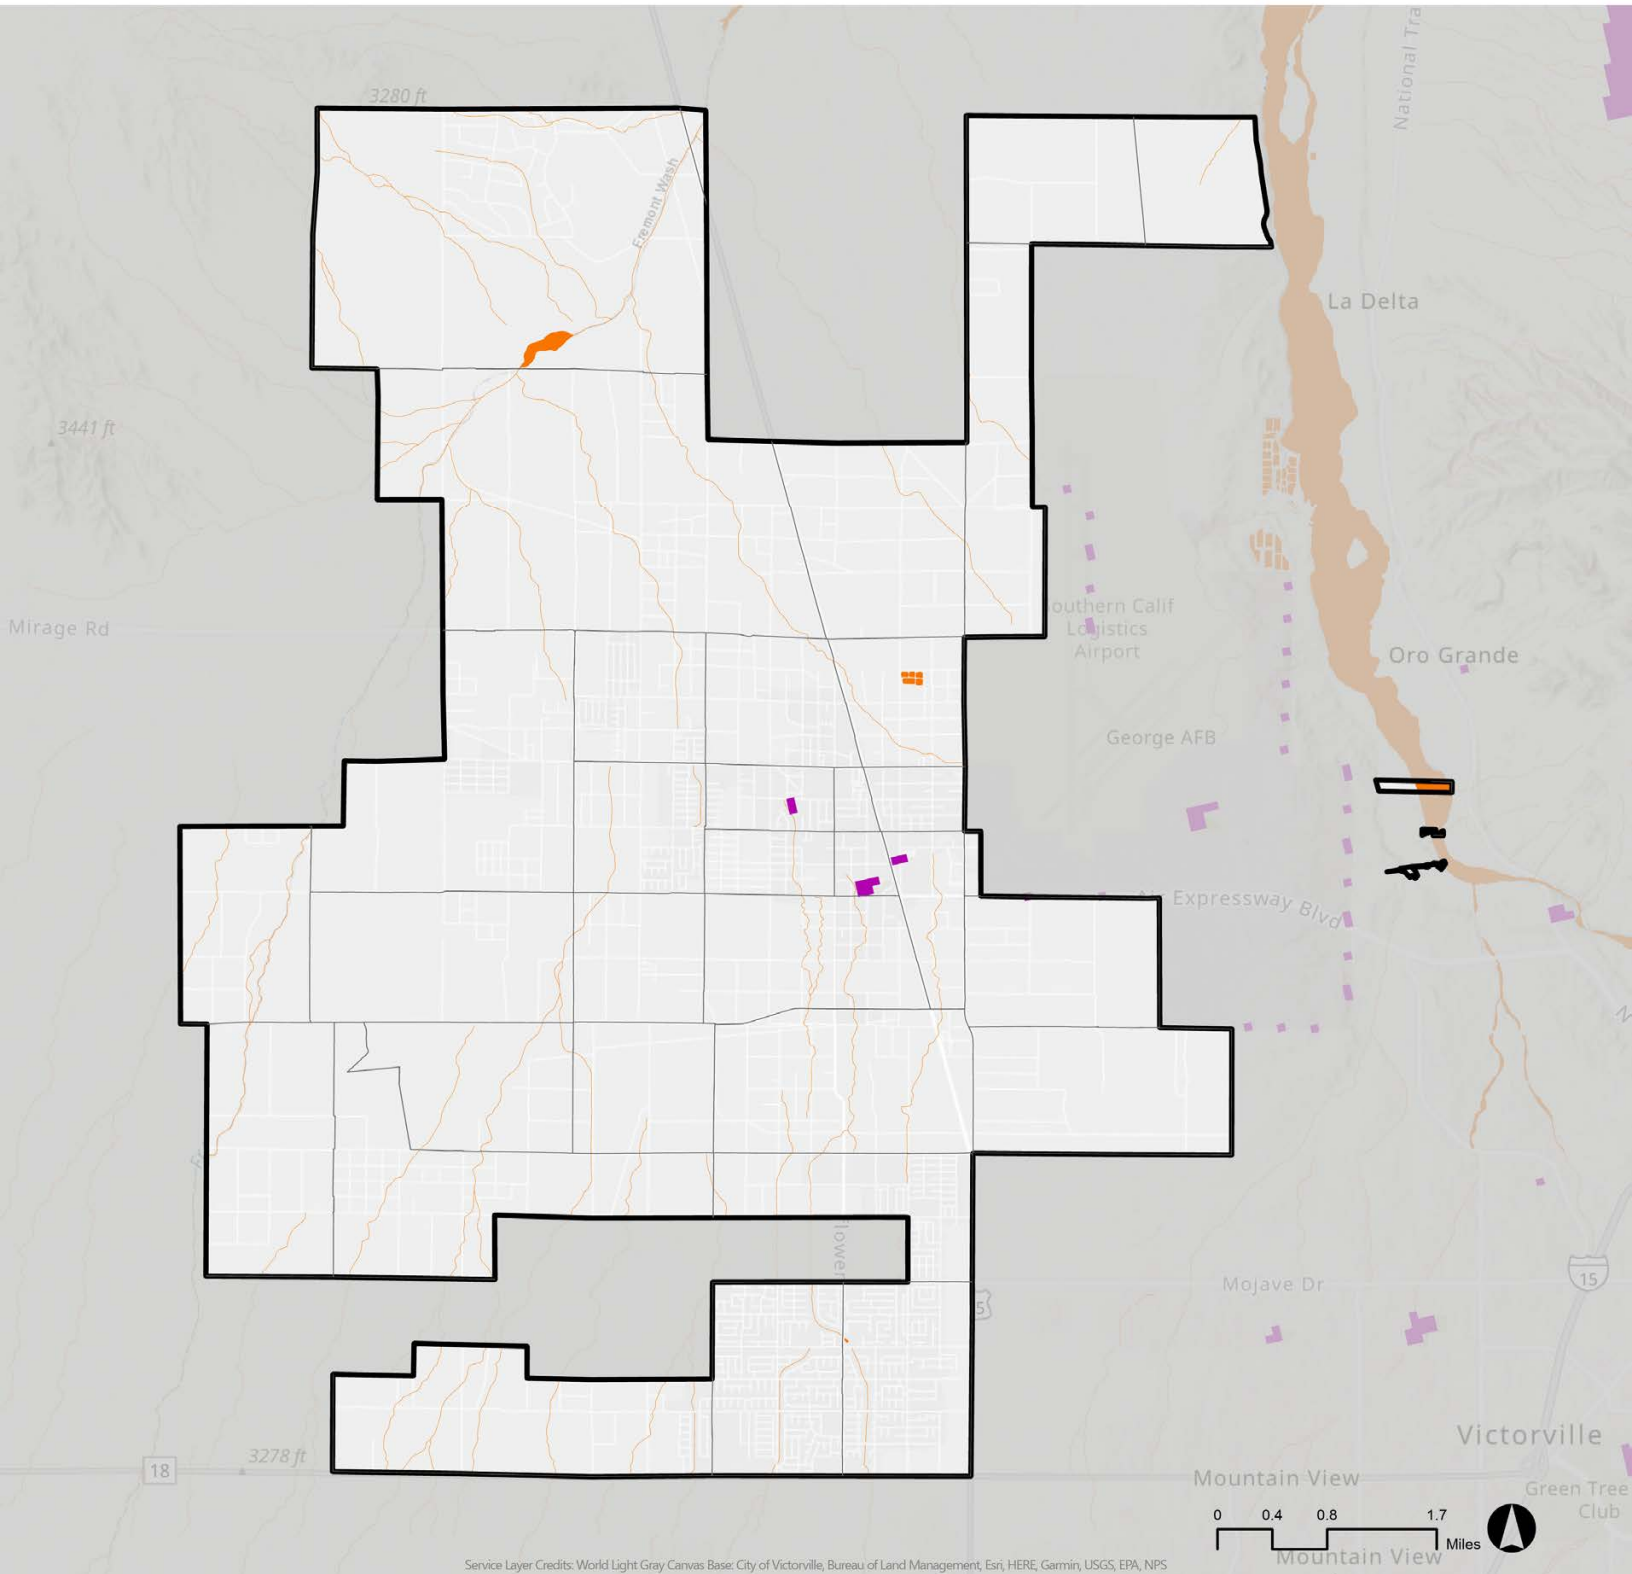 National Tra
3280 ft
Fremont Wash
La Delta
3441 ft
Mirage Rd
outhern Calif
Logistics
Airport
Oro Grande
George AFB
Air Expressway Blvd
Flower
Mojave Dr
15
Victorville
18
3278 ft
Mountain View
Green Tree
Club
0 0.4 0.8 1.7
Miles
Mountain View
Service Layer Credits: World Light Gray Canvas Base: City of Victorville, Bureau of Land Management, Esri, HERE, Garmin, USGS, EPA, NPS